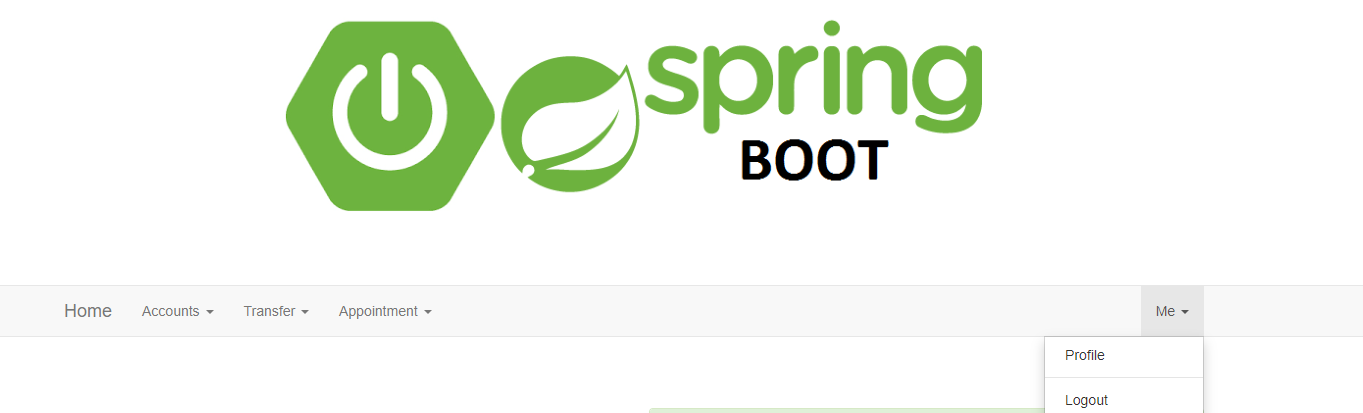 spring
BOOT
Home Accounts Transfer Appointment Me
Profile
Logout